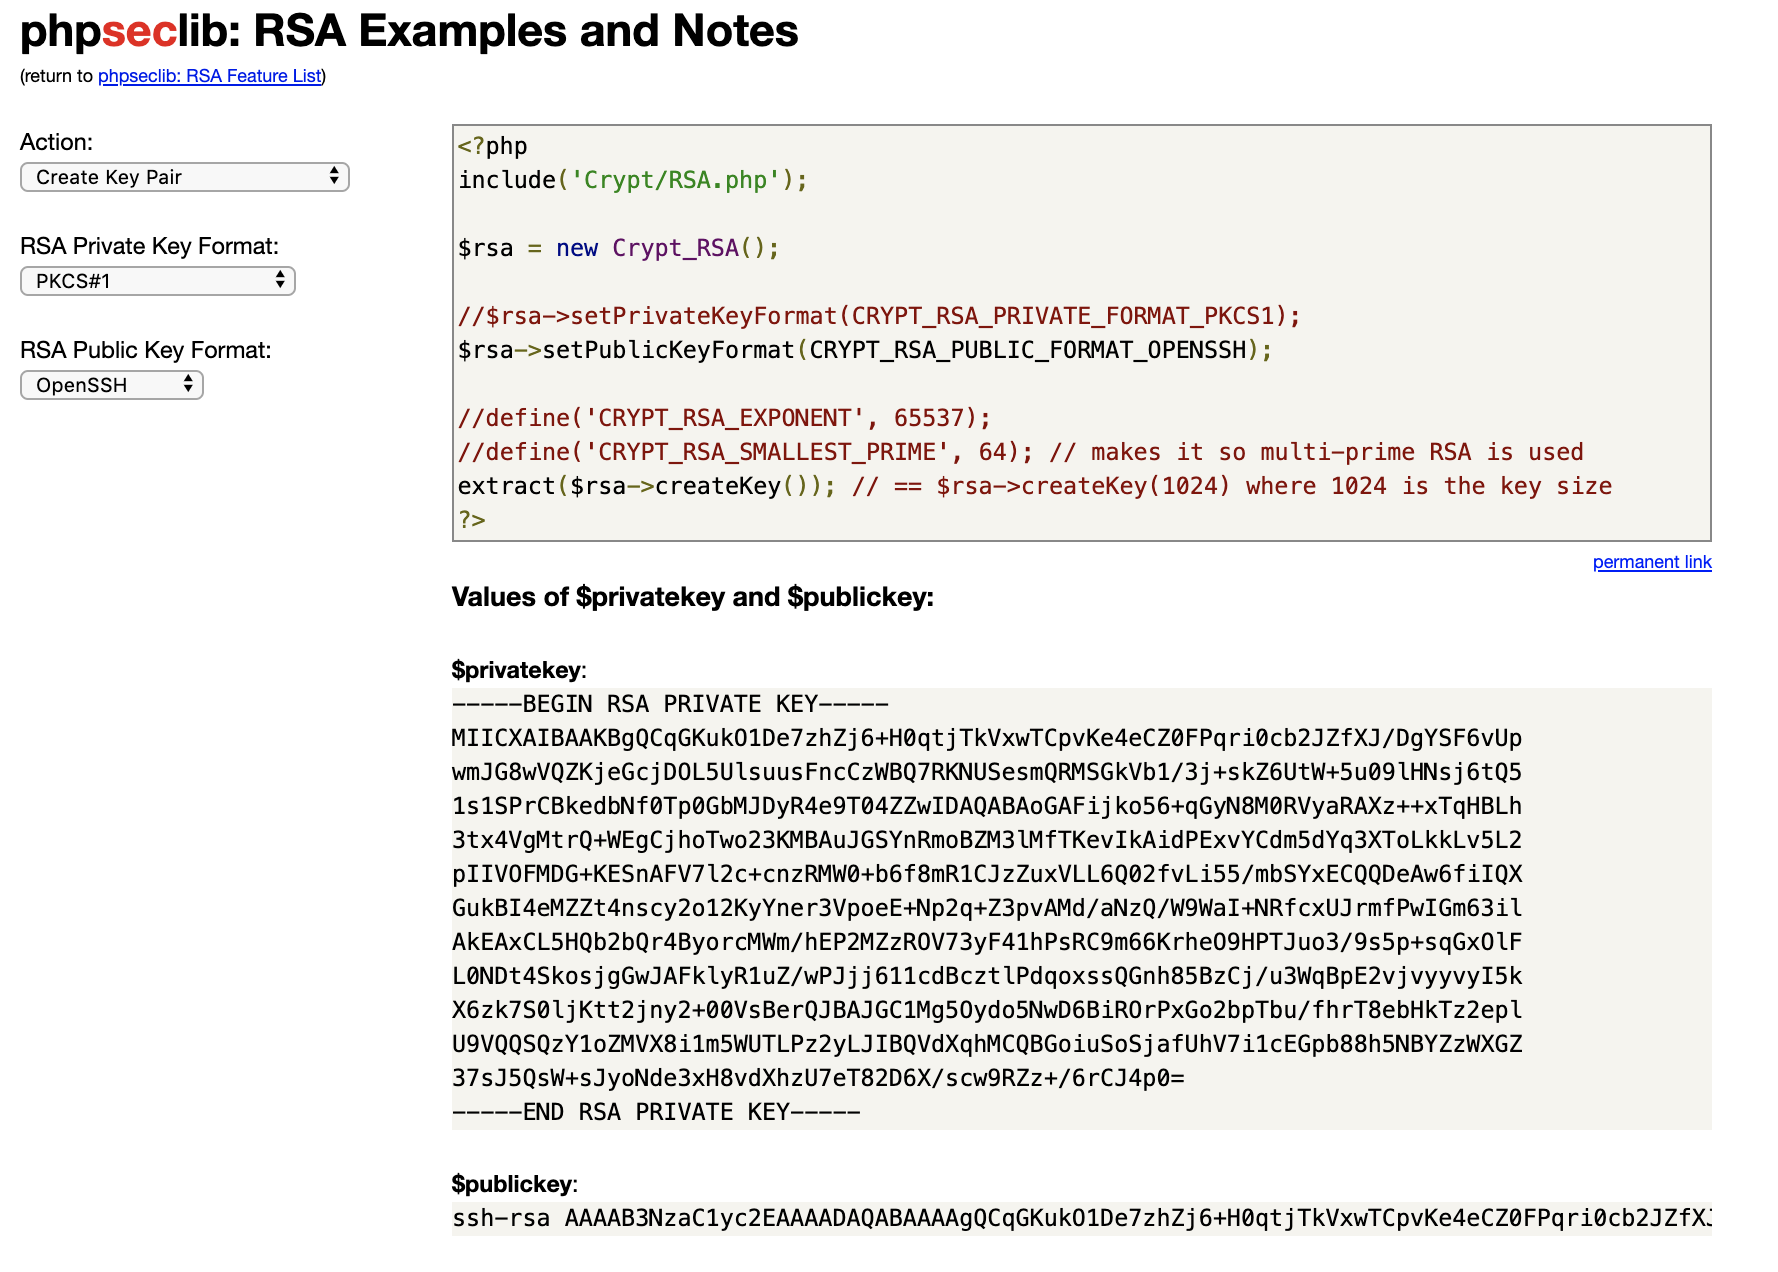 phpseclib: RSA Examples and Notes
(return to phpseclib: RSA Feature List)
Action:
Create Key Pair
RSA Private Key Format:
PKCS#1
RSA Public Key Format:
OpenSSH
<?php
include('Crypt/RSA.php');
$rsa = new Crypt_RSA();
//$rsa->setPrivateKeyFormat(CRYPT_RSA_PRIVATE_FORMAT_PKCS1);
$rsa->setPublicKeyFormat(CRYPT_RSA_PUBLIC_FORMAT_OPENSSH);
//define('CRYPT_RSA_EXPONENT', 65537);
//define('CRYPT_RSA_SMALLEST_PRIME', 64); // makes it so multi-prime RSA is used
extract($rsa->createKey()); // == $rsa->createKey(1024) where 1024 is the key size
?>
permanent link
Values of $privatekey and $publickey:
$privatekey:
-----BEGIN RSA PRIVATE KEY-----
MIICXAIBAAKBgQCqGKukO1De7zhZj6+H0qtjTkVxwTCpvKe4eCZ0FPqri0cb2JZfXJ/DgYSF6vUp
wmJG8wVQZKjeGcjDOL5UlsuusFncCzWBQ7RKNUSesmQRMSGkVb1/3j+skZ6UtW+5u09lHNsj6tQ5
1s1SPrCBkedbNf0Tp0GbMJDyR4e9T04ZZwIDAQABAoGAFijko56+qGyN8M0RVyaRAXz++xTqHBLh
3tx4VgMtrQ+WEgCjhoTwo23KMBAuJGSYnRmoBZM3lMfTKevIkAidPExvYCdm5dYq3XToLkkLv5L2
pIIVOFMDG+KESnAFV7l2c+cnzRMW0+b6f8mR1CJzZuxVLL6Q02fvLi55/mbSYxECQQDeAw6fiIQX
GukBI4eMZZt4nscy2o12KyYner3VpoeE+Np2q+Z3pvAMd/aNzQ/W9WaI+NRfcxUJrmfPwIGm63il
AkEAxCL5HQb2bQr4ByorcMWm/hEP2MZzROV73yF41hPsRC9m66KrheO9HPTJuo3/9s5p+sqGxOlF
L0NDt4SkosjgGwJAFklyR1uZ/wPJjj611cdBcztlPdqoxssQGnh85BzCj/u3WqBpE2vjvyyvyI5k
X6zk7S0ljKtt2jny2+00VsBerQJBAJGC1Mg5Oydo5NwD6BiROrPxGo2bpTbu/fhrT8ebHkTz2epl
U9VQQSQzY1oZMVX8i1m5WUTLPz2yLJIBQVdXqhMCQBGoiuSoSjafUhV7i1cEGpb88h5NBYZzWXGZ
37sJ5QsW+sJyoNde3xH8vdXhzU7eT82D6X/scw9RZz+/6rCJ4p0=
-----END RSA PRIVATE KEY-----
$publickey:
ssh-rsa AAAAB3NzaC1yc2EAAAADAQABAAAAgQCqGKukO1De7zhZj6+H0qtjTkVxwTCpvKe4eCZ0FPqri0cb2JZfXJ